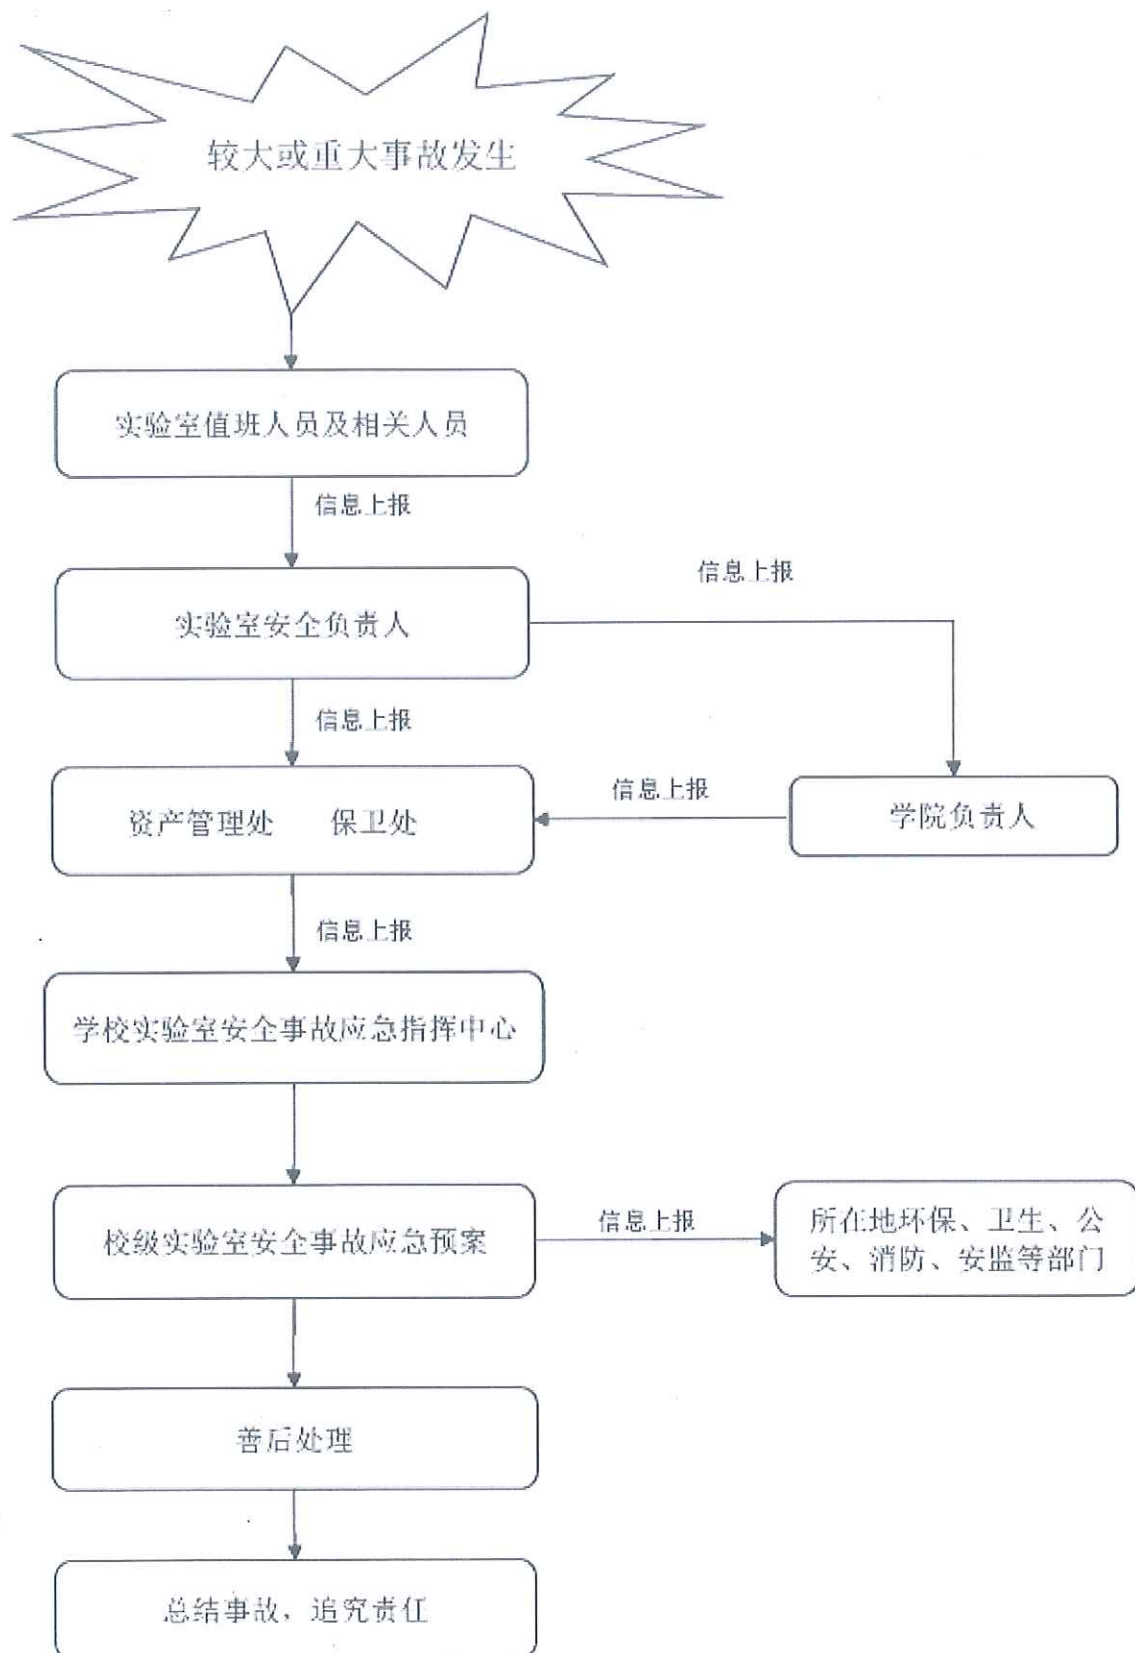 较大或重大事故发生
实验室值班人员及相关人员
信息上报
信息上报
实验室安全负责人
信息上报
信息上报
资产管理处 保卫处
学院负责人
信息上报
学校实验室安全事故应急指挥中心
校级实验室安全事故应急预案
信息上报
所在地环保、卫生、公
安、消防、安监等部门
善后处理
总结事故，追究责任